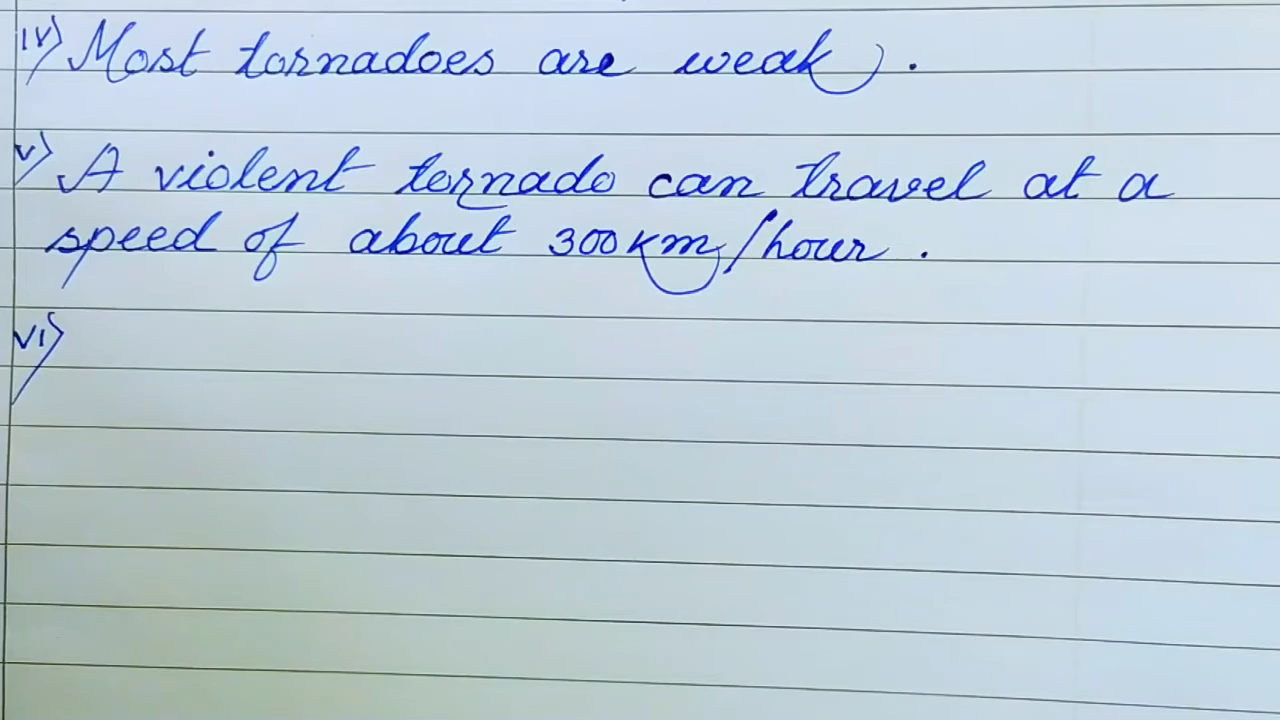 iv) Most tornadoes are weak.
v) A violent tornado can travel at a
speed of about 300km/hour.
vi)